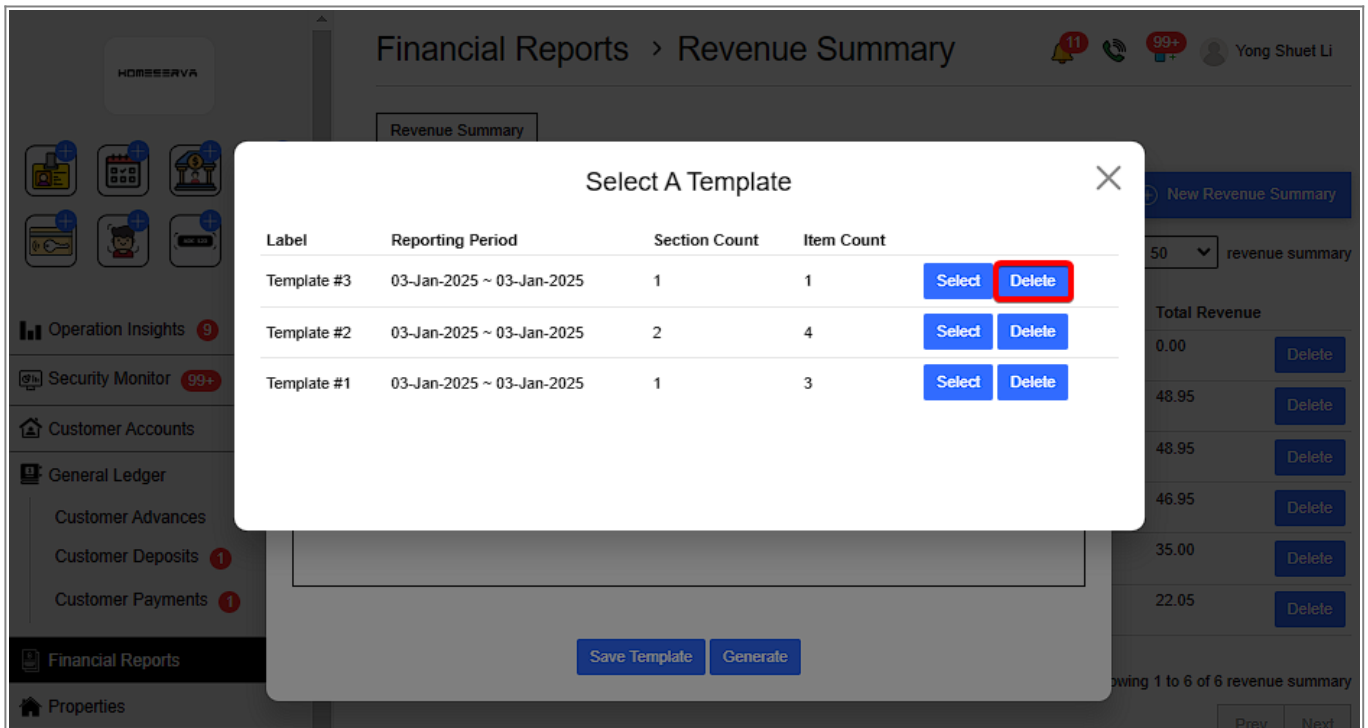 HOMESERVA
Financial Reports > Revenue Summary
11
99+
Yong Shuet Li
Revenue Summary
New Revenue Summary
50 revenue summary
Total Revenue
0.00 Delete
48.95 Delete
48.95 Delete
46.95 Delete
35.00 Delete
22.05 Delete
Showing 1 to 6 of 6 revenue summary
Prev Next
Operation Insights 9
Security Monitor 99+
Customer Accounts
General Ledger
Customer Advances
Customer Deposits 1
Customer Payments 1
Financial Reports
Properties
Select A Template
Label Reporting Period Section Count Item Count
Template #3 03-Jan-2025 ~ 03-Jan-2025 1 1 Select Delete
Template #2 03-Jan-2025 ~ 03-Jan-2025 2 4 Select Delete
Template #1 03-Jan-2025 ~ 03-Jan-2025 1 3 Select Delete
Save Template Generate